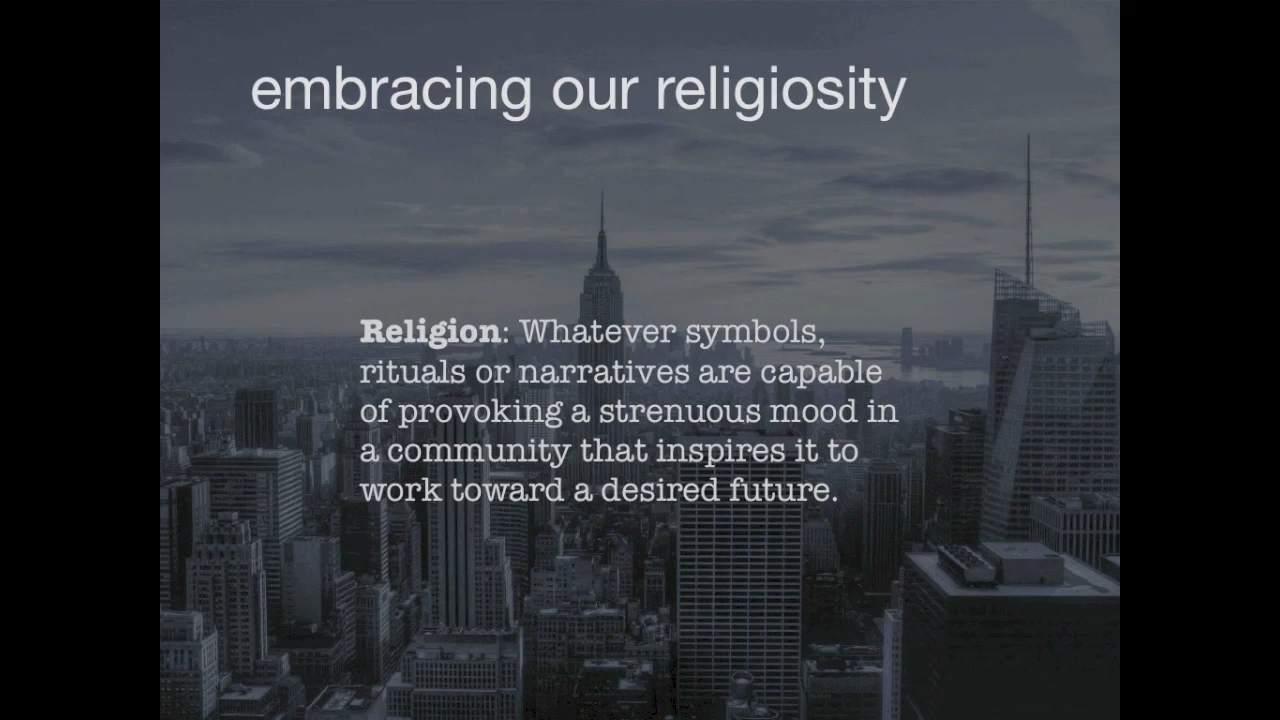 embracing our religiosity
Religion: Whatever symbols,
rituals or narratives are capable
of provoking a strenuous mood in
a community that inspires it to
work toward a desired future.